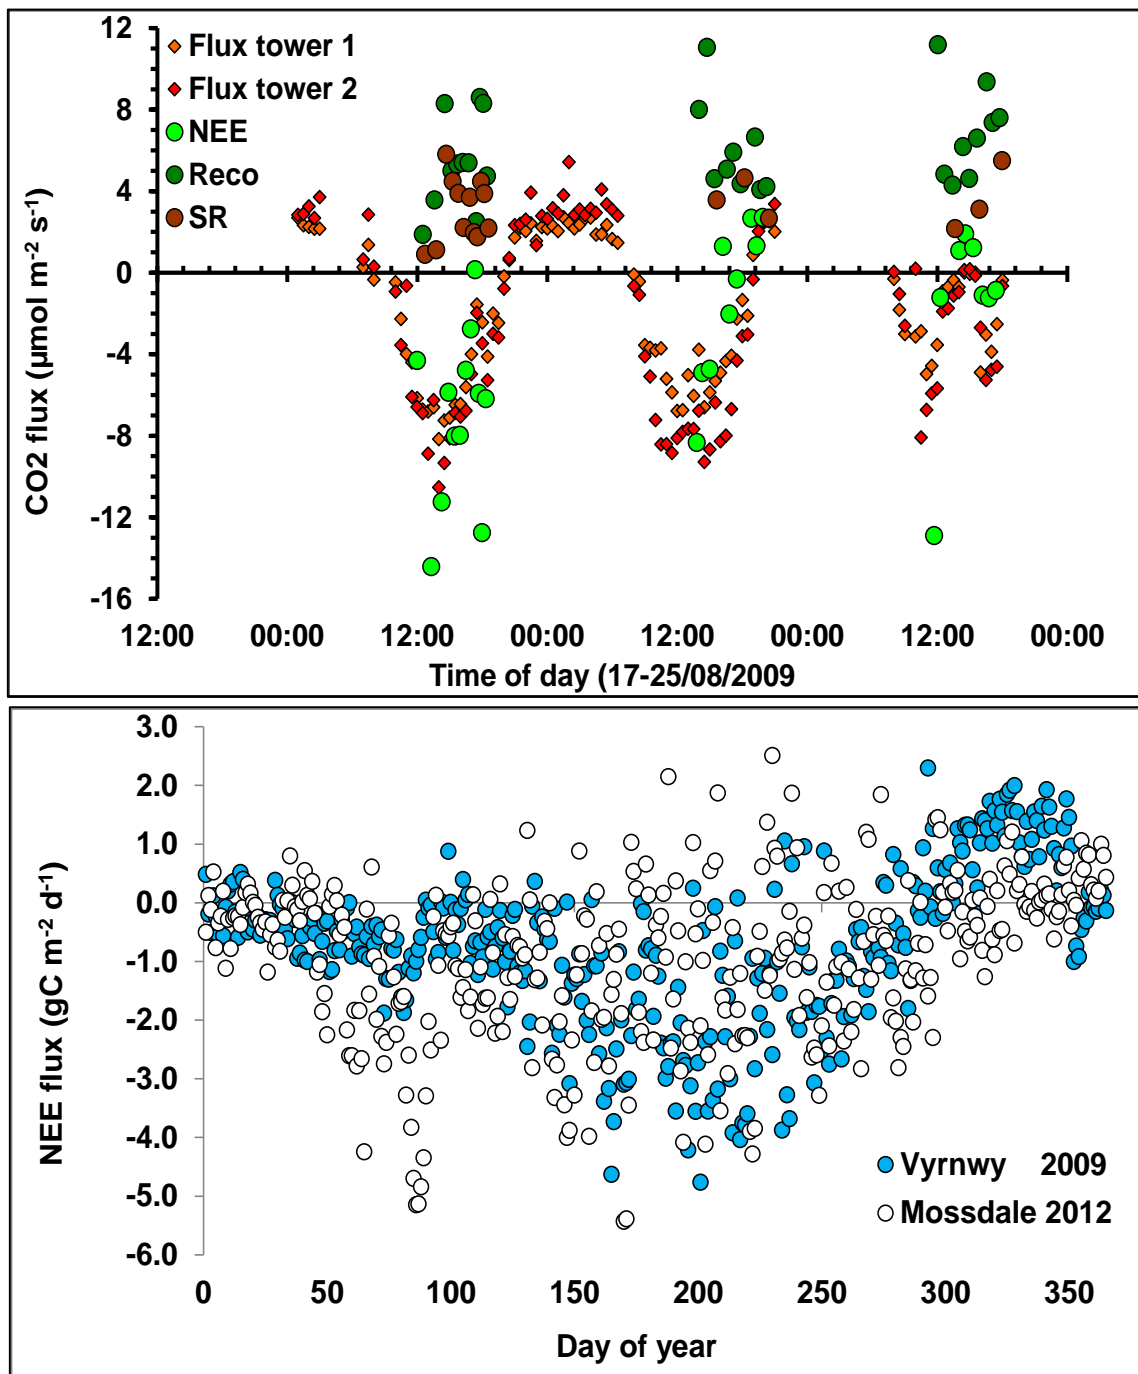 12
8
4
0
-4
-8
-12
-16
CO2 flux (µmol m⁻² s⁻¹)
Flux tower 1
Flux tower 2
NEE
Reco
SR
12:00 00:00 12:00 00:00 12:00 00:00 12:00 00:00
Time of day (17-25/08/2009
3.0
2.0
1.0
0.0
-1.0
-2.0
-3.0
-4.0
-5.0
-6.0
NEE flux (gC m⁻² d⁻¹)
Vyrnwy 2009
Mossdale 2012
0 50 100 150 200 250 300 350
Day of year